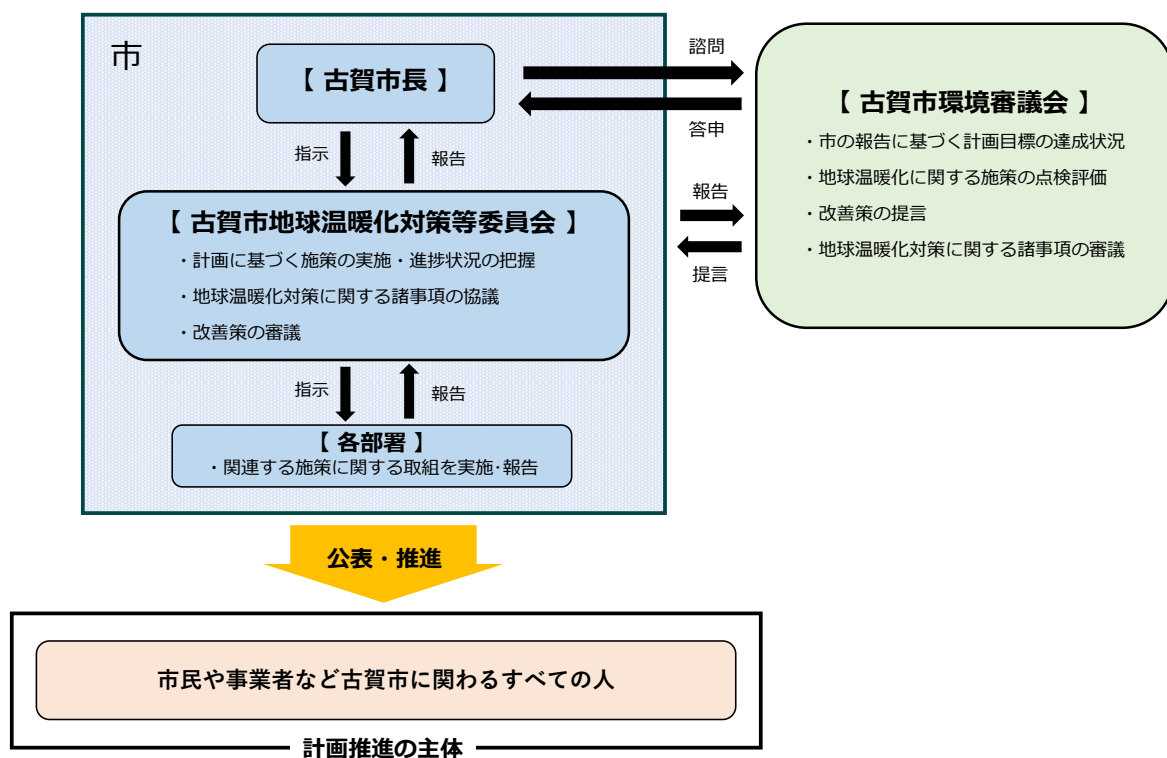 市
【 古賀市長 】
諮問
答申
指示
報告
【 古賀市地球温暖化対策等委員会 】
・計画に基づく施策の実施・進捗状況の把握
・地球温暖化対策に関する諸事項の協議
・改善策の審議
報告
提言
【 古賀市環境審議会 】
・市の報告に基づく計画目標の達成状況
・地球温暖化に関する施策の点検評価
・改善策の提言
・地球温暖化対策に関する諸事項の審議
指示
報告
【 各部署 】
・関連する施策に関する取組を実施･報告
公表・推進
市民や事業者など古賀市に関わるすべての人
計画推進の主体